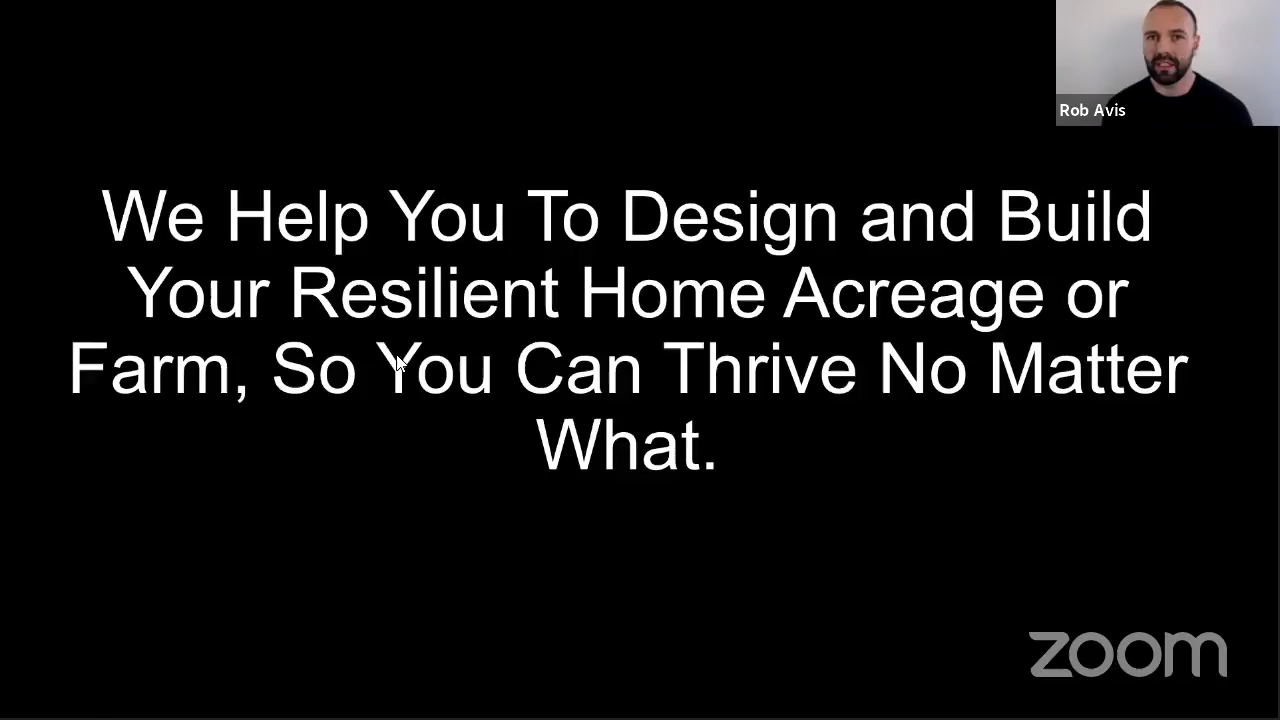 Rob Avis
We Help You To Design and Build
Your Resilient Home Acreage or
Farm, So You Can Thrive No Matter
What.
zoom